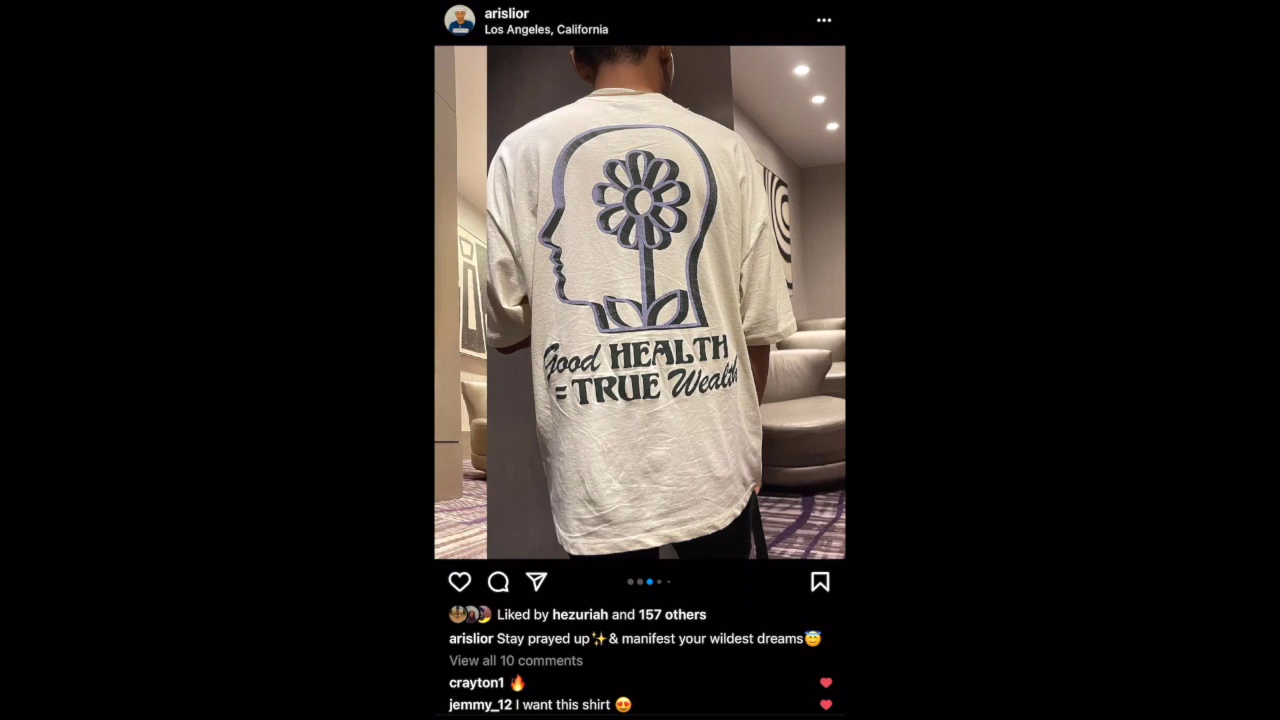 arislior
Los Angeles, California
Good HEALTH
= TRUE Wealth
Liked by hezuriah and 157 others
arislior Stay prayed up✨& manifest your wildest dreams😇
View all 10 comments
crayton1 🔥
jemmy_12 I want this shirt 😍